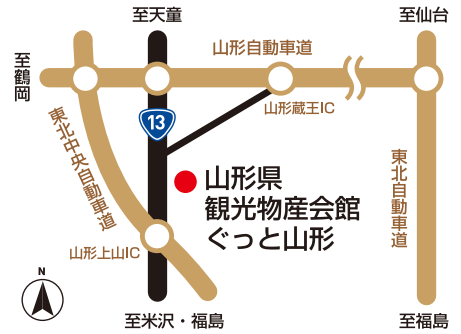 至天童
至仙台
山形自動車道
至鶴岡
山形蔵王IC
13
東北中央自動車道
東北自動車道
山形県
観光物産会館
ぐっと山形
山形上山IC
N
至米沢・福島
至福島